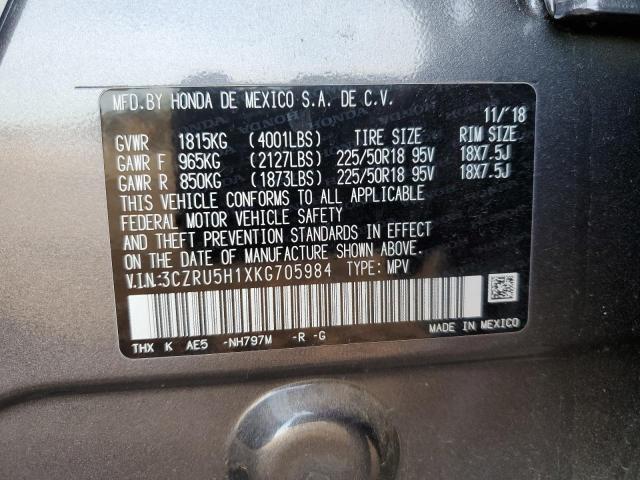 MFD. BY HONDA DE MEXICO S.A. DE C.V. 11/'18
GVWR 1815KG (4001LBS) TIRE SIZE RIM SIZE
GAWR F 965KG (2127LBS) 225/50R18 95V 18X7.5J
GAWR R 850KG (1873LBS) 225/50R18 95V 18X7.5J
THIS VEHICLE CONFORMS TO ALL APPLICABLE
FEDERAL MOTOR VEHICLE SAFETY
AND THEFT PREVENTION STANDARDS IN EFFECT
ON THE DATE OF MANUFACTURE SHOWN ABOVE.
V.I.N:3CZRU5H1XKG705984 TYPE: MPV
THX K AE5 -NH797M -R -G MADE IN MEXICO